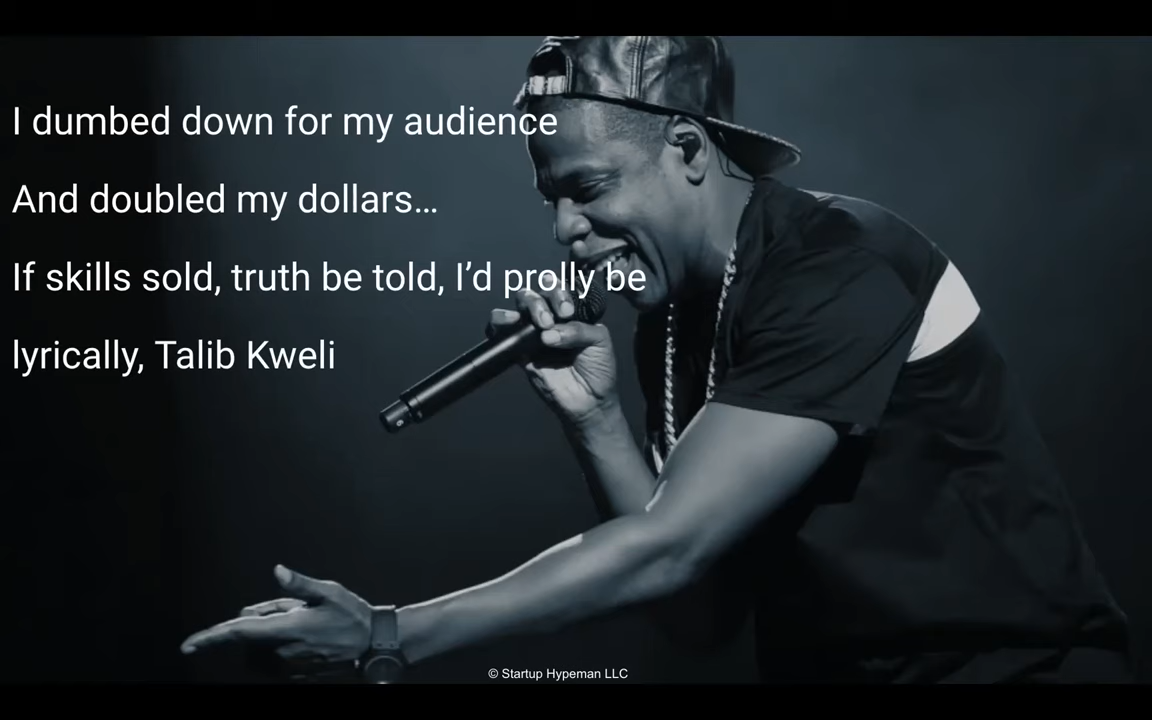 I dumbed down for my audience
And doubled my dollars…
If skills sold, truth be told, I’d prolly be
lyrically, Talib Kweli
© Startup Hypeman LLC